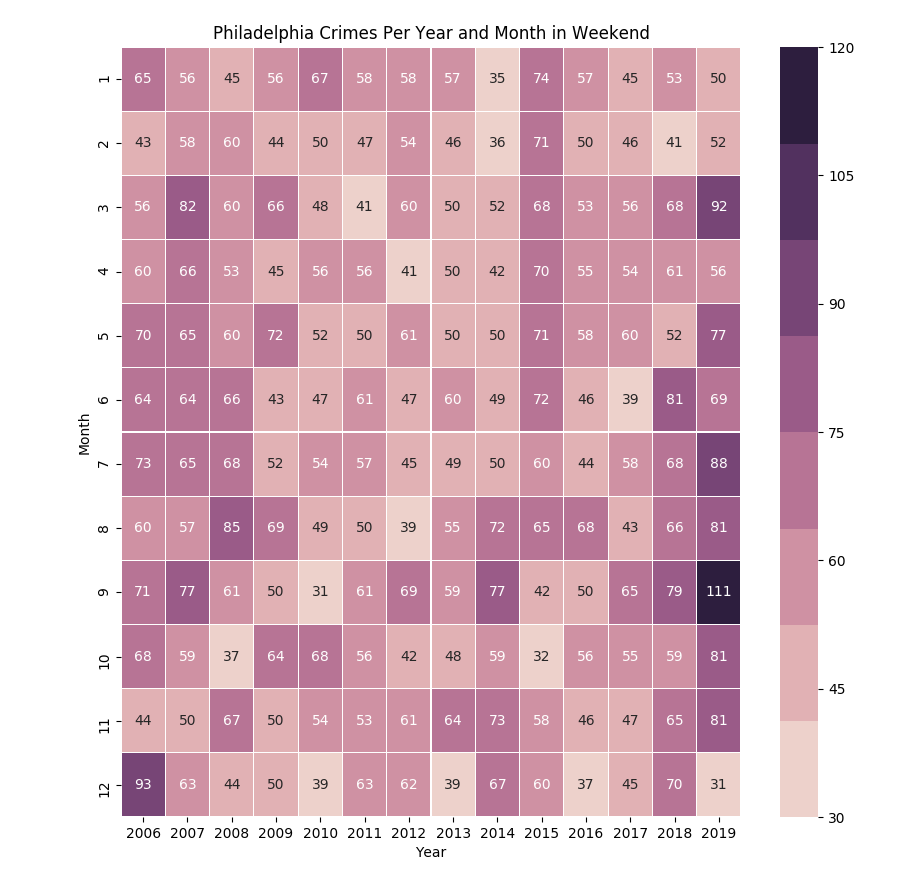 Philadelphia Crimes Per Year and Month in Weekend
1 65 56 45 56 67 58 58 57 35 74 57 45 53 50
2 43 58 60 44 50 47 54 46 36 71 50 46 41 52
3 56 82 60 66 48 41 60 50 52 68 53 56 68 92
4 60 66 53 45 56 56 41 50 42 70 55 54 61 56
5 70 65 60 72 52 50 61 50 50 71 58 60 52 77
6 64 64 66 43 47 61 47 60 49 72 46 39 81 69
7 73 65 68 52 54 57 45 49 50 60 44 58 68 88
8 60 57 85 69 49 50 39 55 72 65 68 43 66 81
9 71 77 61 50 31 61 69 59 77 42 50 65 79 111
10 68 59 37 64 68 56 42 48 59 32 56 55 59 81
11 44 50 67 50 54 53 61 64 73 58 46 47 65 81
12 93 63 44 50 39 63 62 39 67 60 37 45 70 31
2006 2007 2008 2009 2010 2011 2012 2013 2014 2015 2016 2017 2018 2019
Year
Month
120
105
90
75
60
45
30